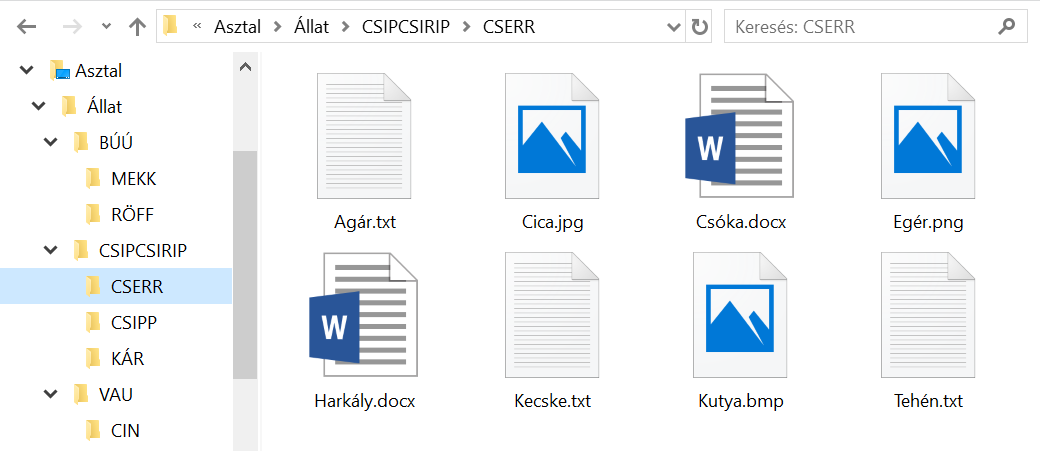 « Asztal > Állat > CSIPCSIRIP > CSERR
Keresés: CSERR
Asztal
Állat
BÚÚ
MEKK
RÖFF
CSIPCSIRIP
CSERR
CSIPP
KÁR
VAU
CIN
Agár.txt Cica.jpg Csóka.docx Egér.png
Harkály.docx Kecske.txt Kutya.bmp Tehén.txt
W
W